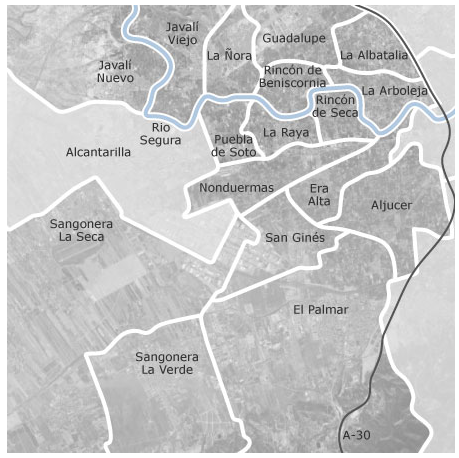 Javalí
Viejo
Guadalupe
La Ñora
La Albatalia
Javalí
Nuevo
Rincón de
Beniscornia
La Arboleja
Rincón
de Seca
Rio
Segura
La Raya
Puebla
de Soto
Alcantarilla
Nonduermas
Era
Alta
Aljucer
Sangonera
La Seca
San Ginés
El Palmar
Sangonera
La Verde
A-30